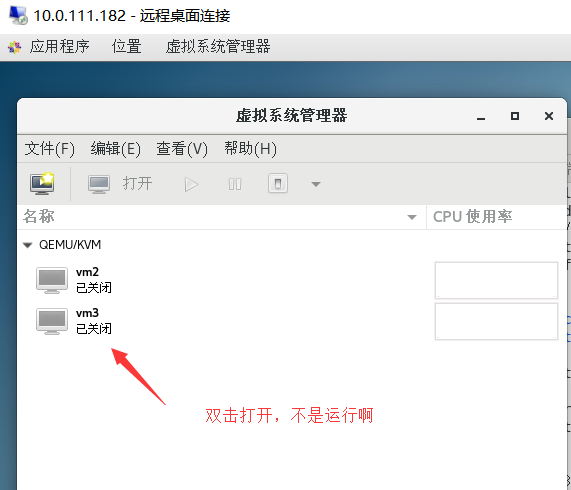 10.0.111.182 - 远程桌面连接
应用程序 位置 虚拟系统管理器
虚拟系统管理器
文件(F) 编辑(E) 查看(V) 帮助(H)
打开
名称 CPU 使用率
QEMU/KVM
vm2
已关闭
vm3
已关闭
双击打开，不是运行啊